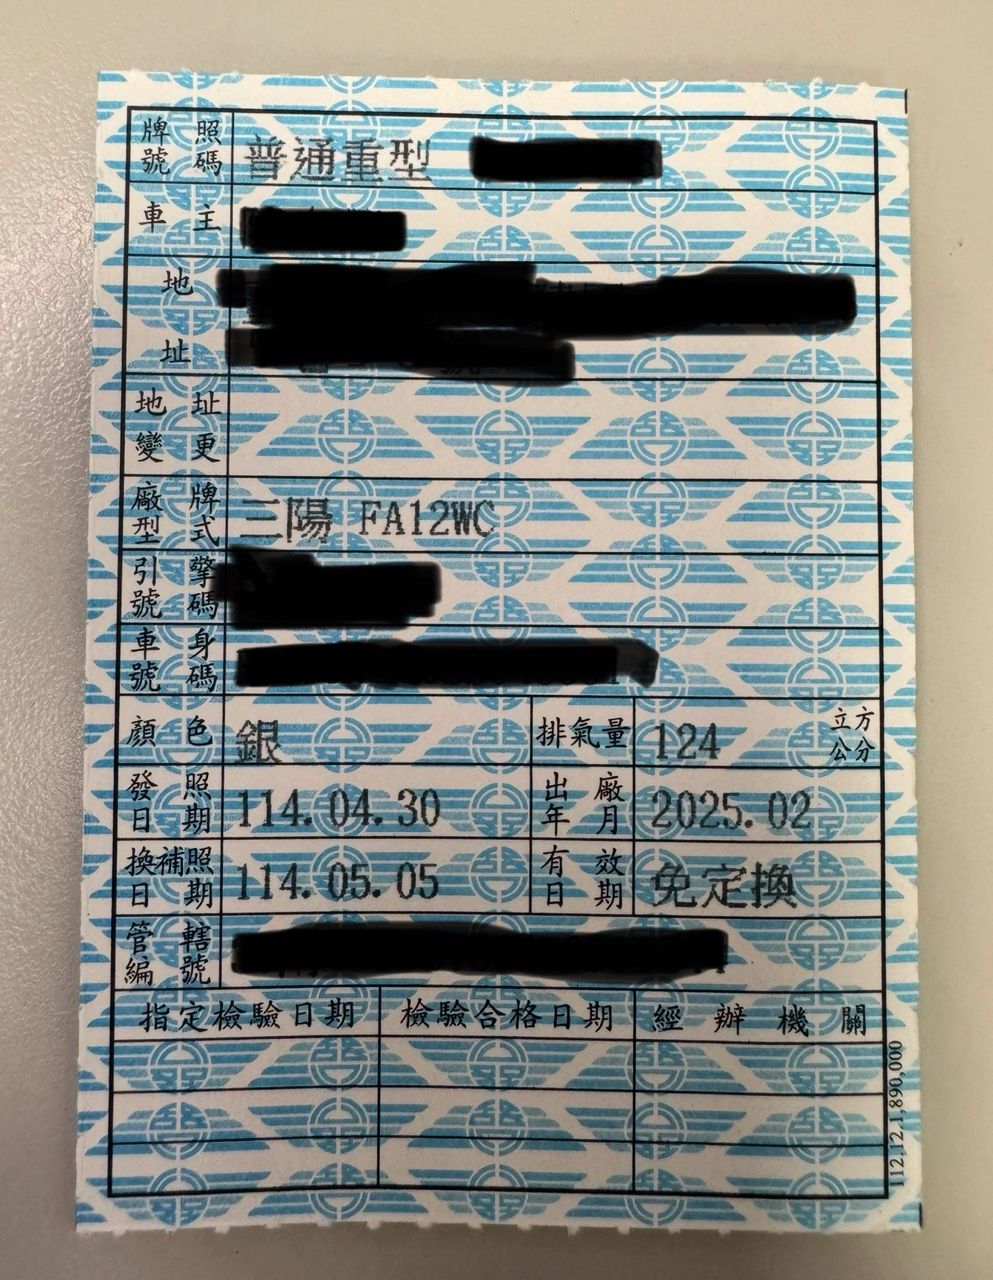 牌照號碼 普通重型
車主
地址
地址變更
廠牌型式 三陽 FA12WC
引擎號碼
車身號碼
顏色 銀 排氣量 124 立方公分
發照日期 114.04.30 出廠年月 2025.02
換補照日期 114.05.05 有效日期 免定換
管轄編號
指定檢驗日期 檢驗合格日期 經辦機關
112.12.1,890,000